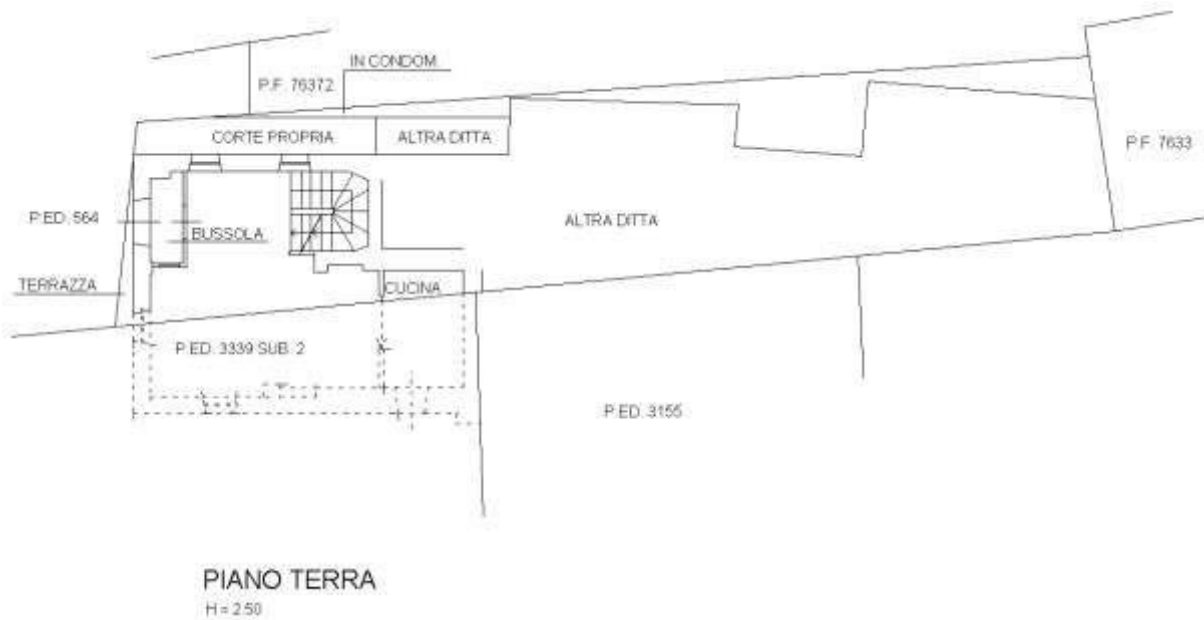 IN CONDOM.
P.F. 76372
CORTE PROPRIA
ALTRA DITTA
P.F. 7633
P.ED. 564
BUSSOLA
ALTRA DITTA
TERRAZZA
CUCINA
P.ED. 3339 SUB. 2
P.ED. 3155
PIANO TERRA
H = 2.50